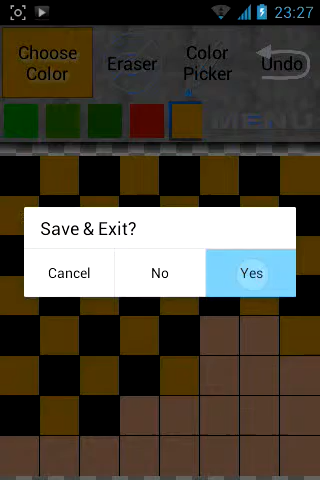 23:27
Choose
Color
Eraser
Color
Picker
Undo
MENU
Save & Exit?
Cancel
No
Yes